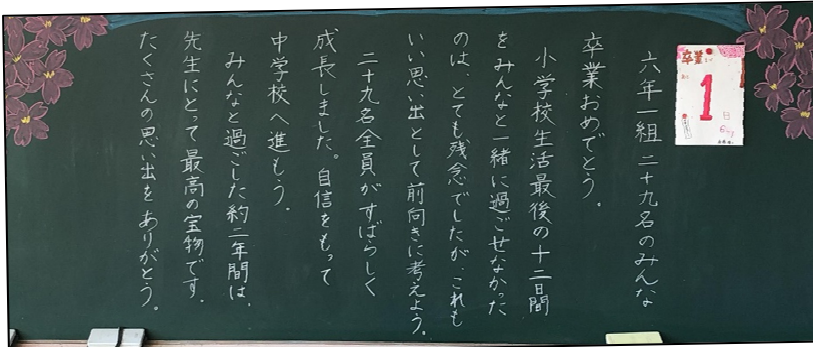 卒業まで
あと
1
日
六年一組 二十九名のみんな
卒業おめでとう。
小学校生活最後の十二日間
をみんなと一緒に過ごせなかった
のは、とても残念でしたが、これも
いい思い出として前向きに考えよう。
二十九名全員がすばらしく
成長しました。自信をもって
中学校へ進もう。
みんなと過ごした約二年間は、
先生にとって最高の宝物です。
たくさんの思い出をありがとう。